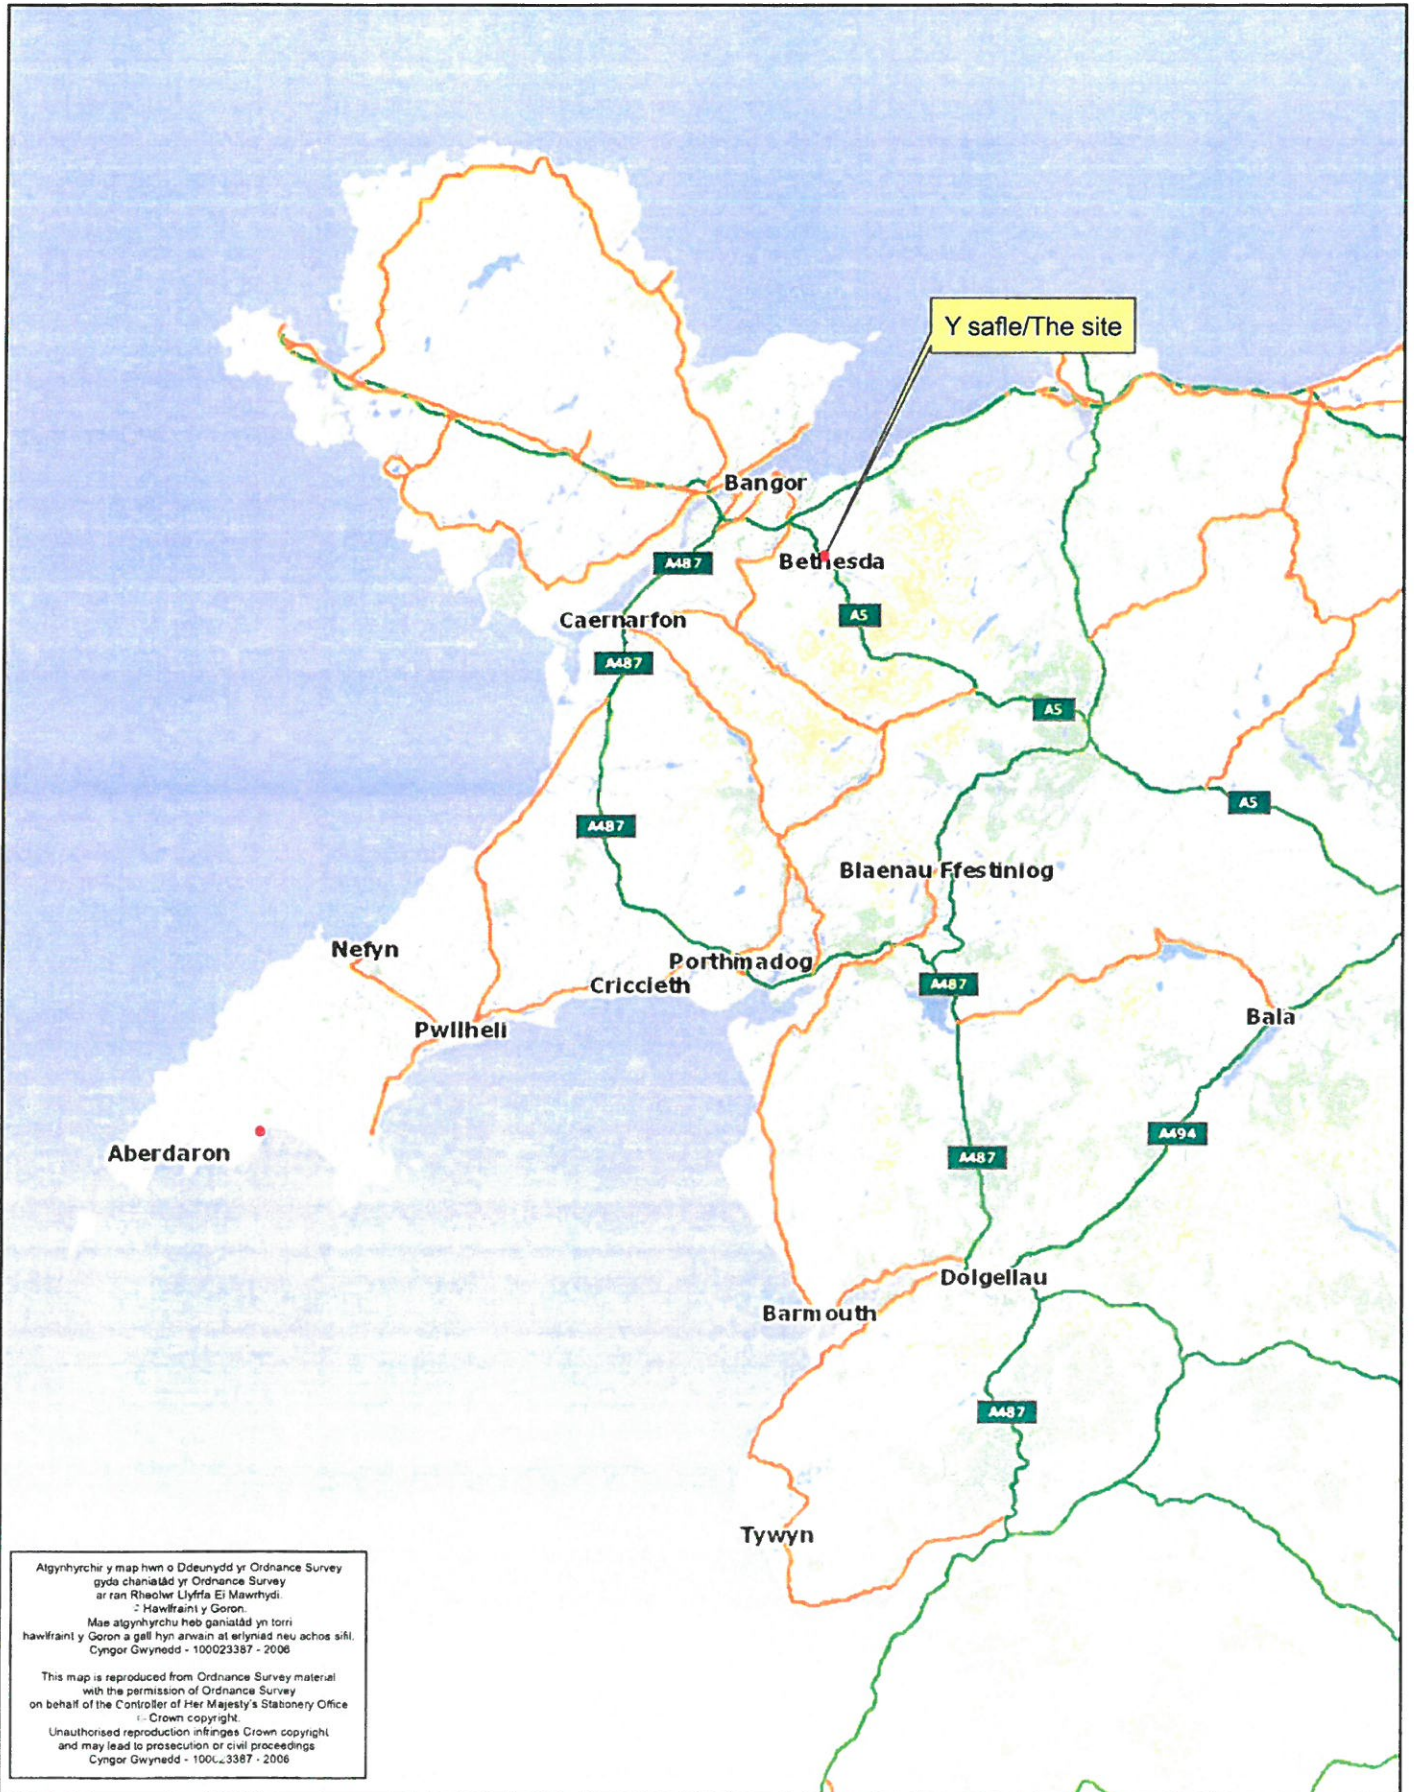 Y safle/The site
Bangor
Bethesda
A487
A5
Caernarfon
A487
A5
A5
A487
Blaenau Ffestiniog
Nefyn
Porthmadog
Criccieth
A487
Pwllheli
Bala
A494
Aberdaron
A487
Dolgellau
Barmouth
A487
Tywyn
Atgynhyrchir y map hwn o Ddeunydd yr Ordnance Survey
gyda chaniatâd yr Ordnance Survey
ar ran Rheolwr Llyfrfa Ei Mawrhydi.
Hawlfraint y Goron.
Mae atgynhyrchu heb ganiatâd yn torri
hawlfraint y Goron a gall hyn arwain at erlyniad neu achos sifil.
Cyngor Gwynedd - 100023387 - 2006
This map is reproduced from Ordnance Survey material
with the permission of Ordnance Survey
on behalf of the Controller of Her Majesty's Stationery Office
Crown copyright.
Unauthorised reproduction infringes Crown copyright
and may lead to prosecution or civil proceedings
Cyngor Gwynedd - 100023387 - 2006